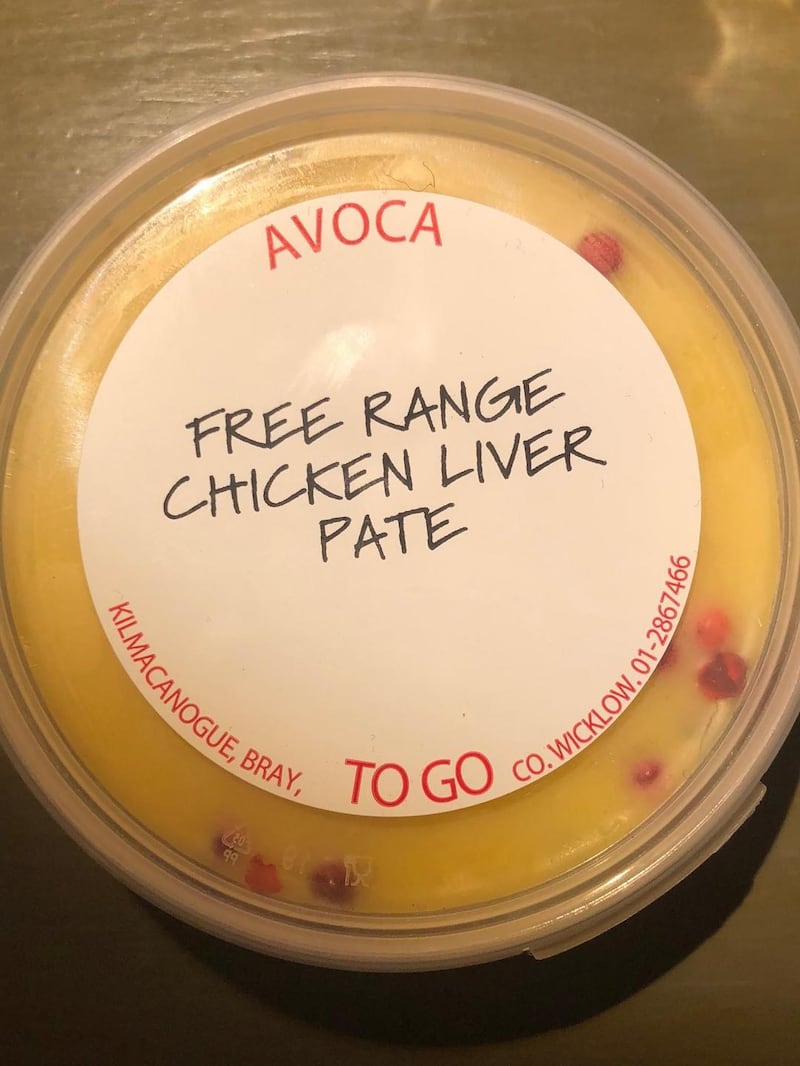 AVOCA
FREE RANGE
CHICKEN LIVER
PATE
KILMACANOGUE, BRAY,
TO GO
CO. WICKLOW. 01-2867466